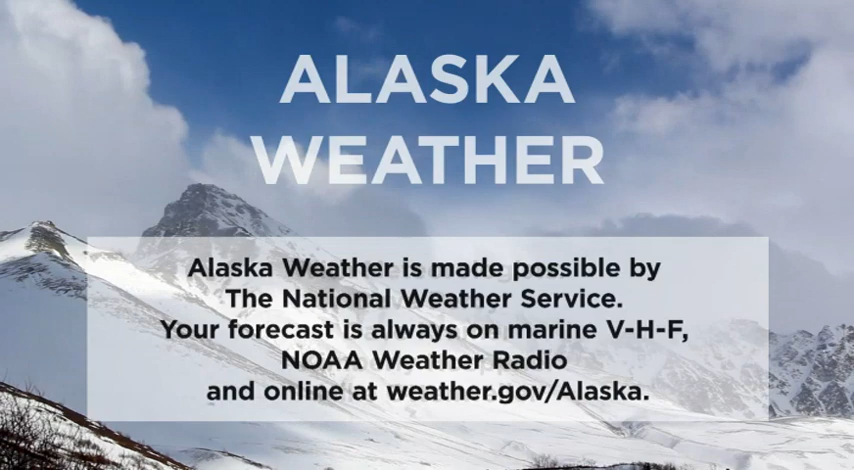 ALASKA
WEATHER
Alaska Weather is made possible by
The National Weather Service.
Your forecast is always on marine V-H-F,
NOAA Weather Radio
and online at weather.gov/Alaska.